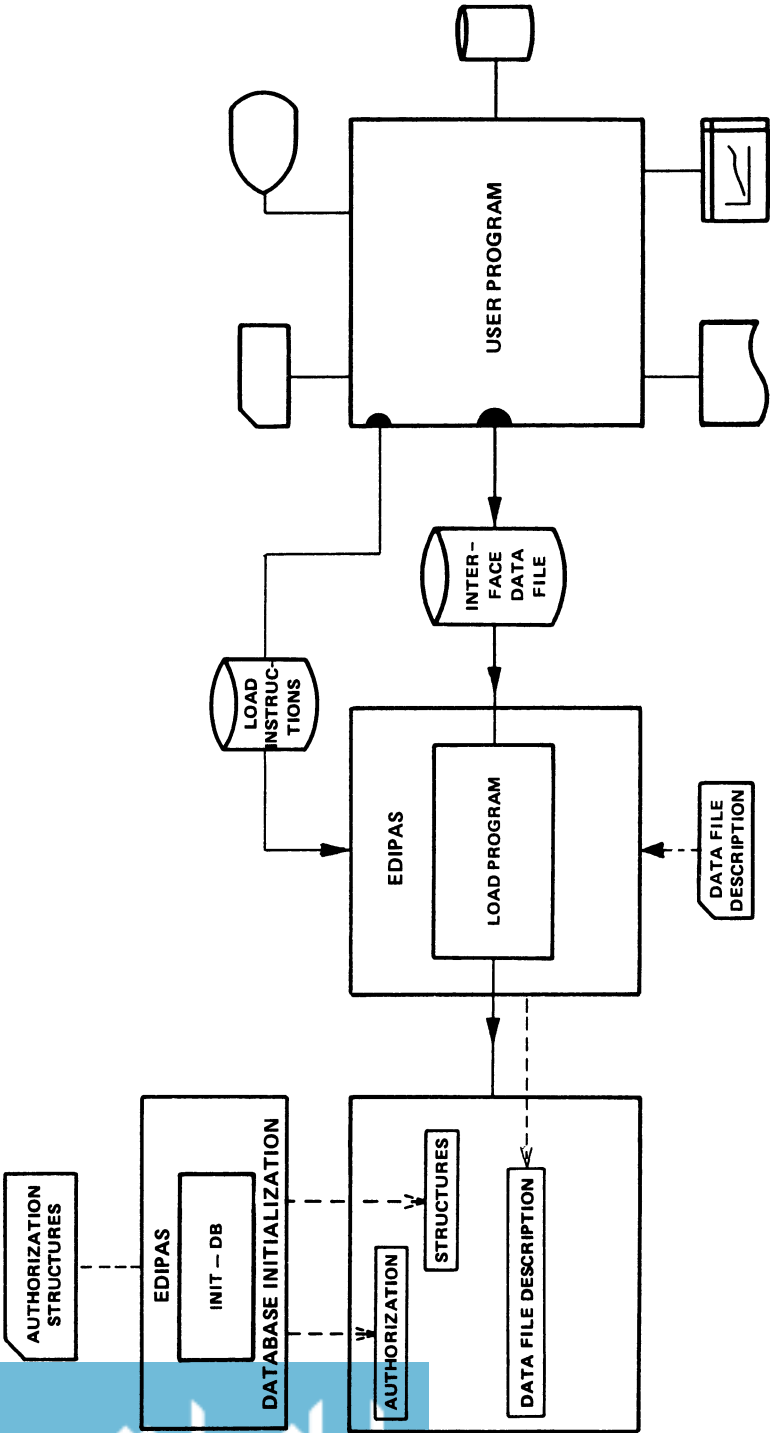 AUTHORIZATION
STRUCTURES
EDIPAS
INIT – DB
DATABASE INITIALIZATION
AUTHORIZATION
STRUCTURES
DATA FILE DESCRIPTION
LOAD
INSTRUC-
TIONS
EDIPAS
LOAD PROGRAM
DATA FILE
DESCRIPTION
INTER–
FACE
DATA
FILE
USER PROGRAM